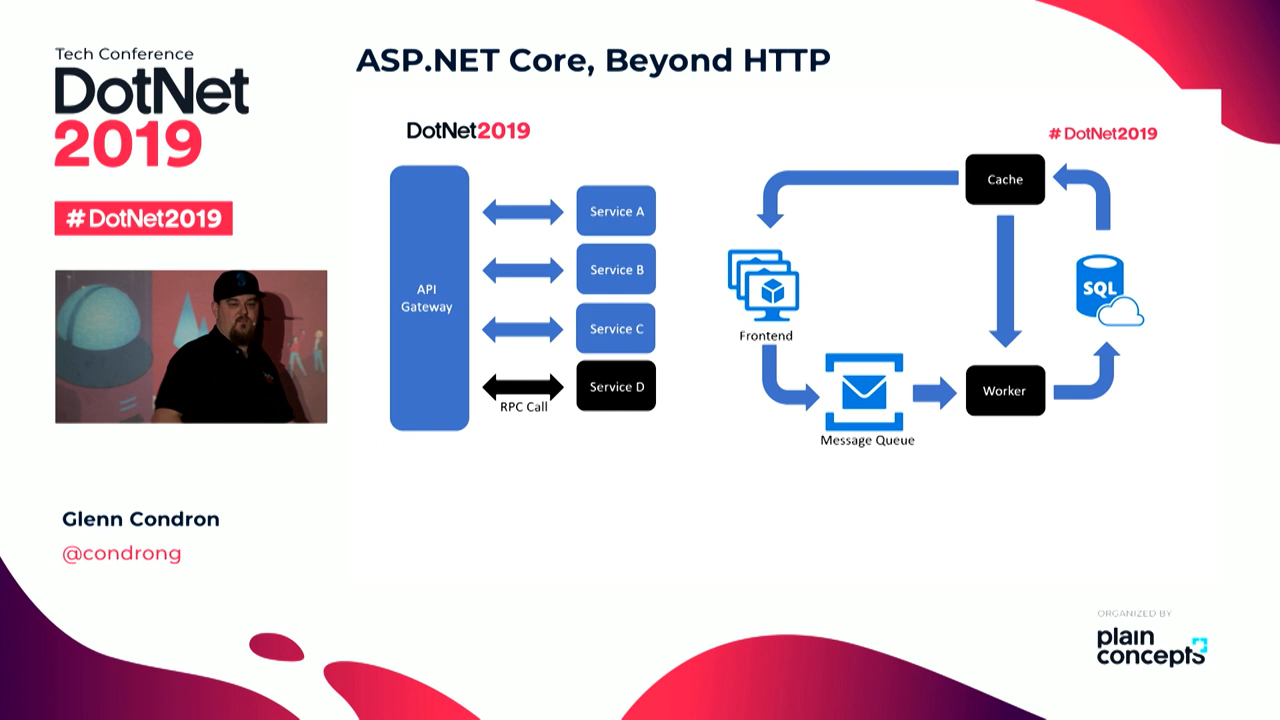 Tech Conference
DotNet
2019
#DotNet2019
ASP.NET Core, Beyond HTTP
DotNet2019
#DotNet2019
API
Gateway
Service A
Service B
Service C
Service D
RPC Call
Cache
Frontend
SQL
Message Queue
Worker
Glenn Condron
@condrong
ORGANIZED BY
plain
concepts